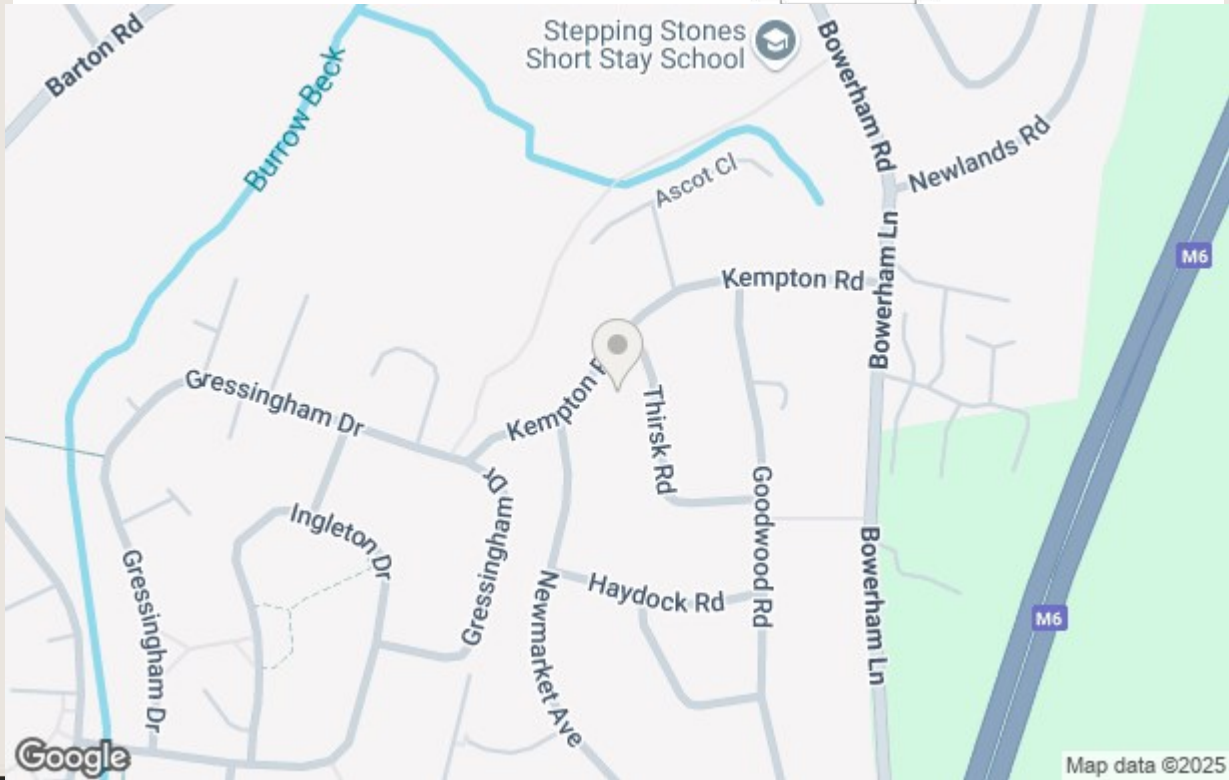 Barton Rd
Burrow Beck
Stepping Stones
Short Stay School
Bowerham Rd
Newlands Rd
Ascot Cl
Bowerham Ln
M6
Kempton Rd
Gressingham Dr
Kempton
Thirsk Rd
Gressingham Dr
Ingleton Dr
Goodwood Rd
Bowerham Ln
Gressingham Dr
Newmarket Ave
Haydock Rd
M6
Google
Map data ©2025